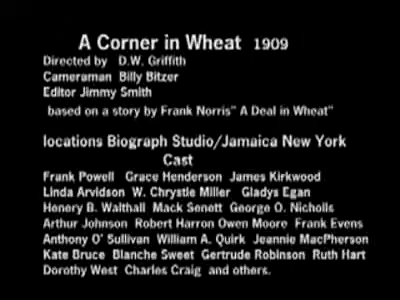 A Corner in Wheat 1909
Directed by D.W. Griffith
Cameraman Billy Bitzer
Editor Jimmy Smith
based on a story by Frank Norris" A Deal in Wheat"
locations Biograph Studio/Jamaica New York
Cast
Frank Powell Grace Henderson James Kirkwood
Linda Arvidson W. Chrystie Miller Gladys Egan
Henery B. Walthall Mack Senett George O. Nicholls
Arthur Johnson Robert Harron Owen Moore Frank Evens
Anthony O' Sullivan William A. Quirk Jeannie MacPherson
Kate Bruce Blanche Sweet Gertrude Robinson Ruth Hart
Dorothy West Charles Craig and others.